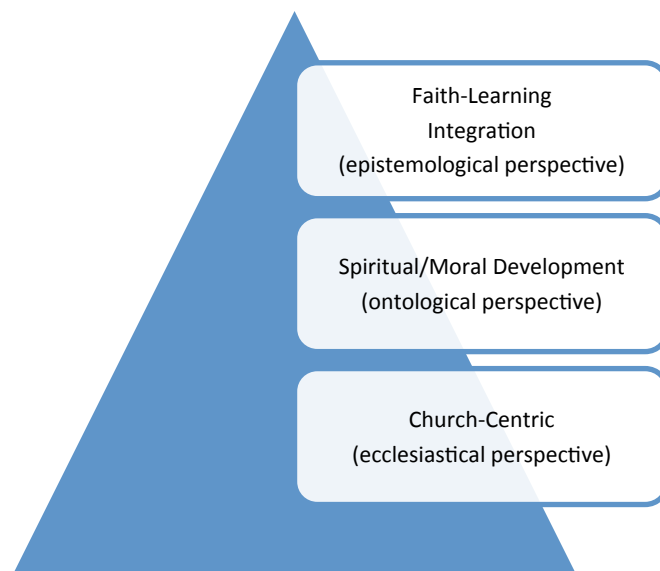 Faith-Learning
Integration
(epistemological perspective)
Spiritual/Moral Development
(ontological perspective)
Church-Centric
(ecclesiastical perspective)